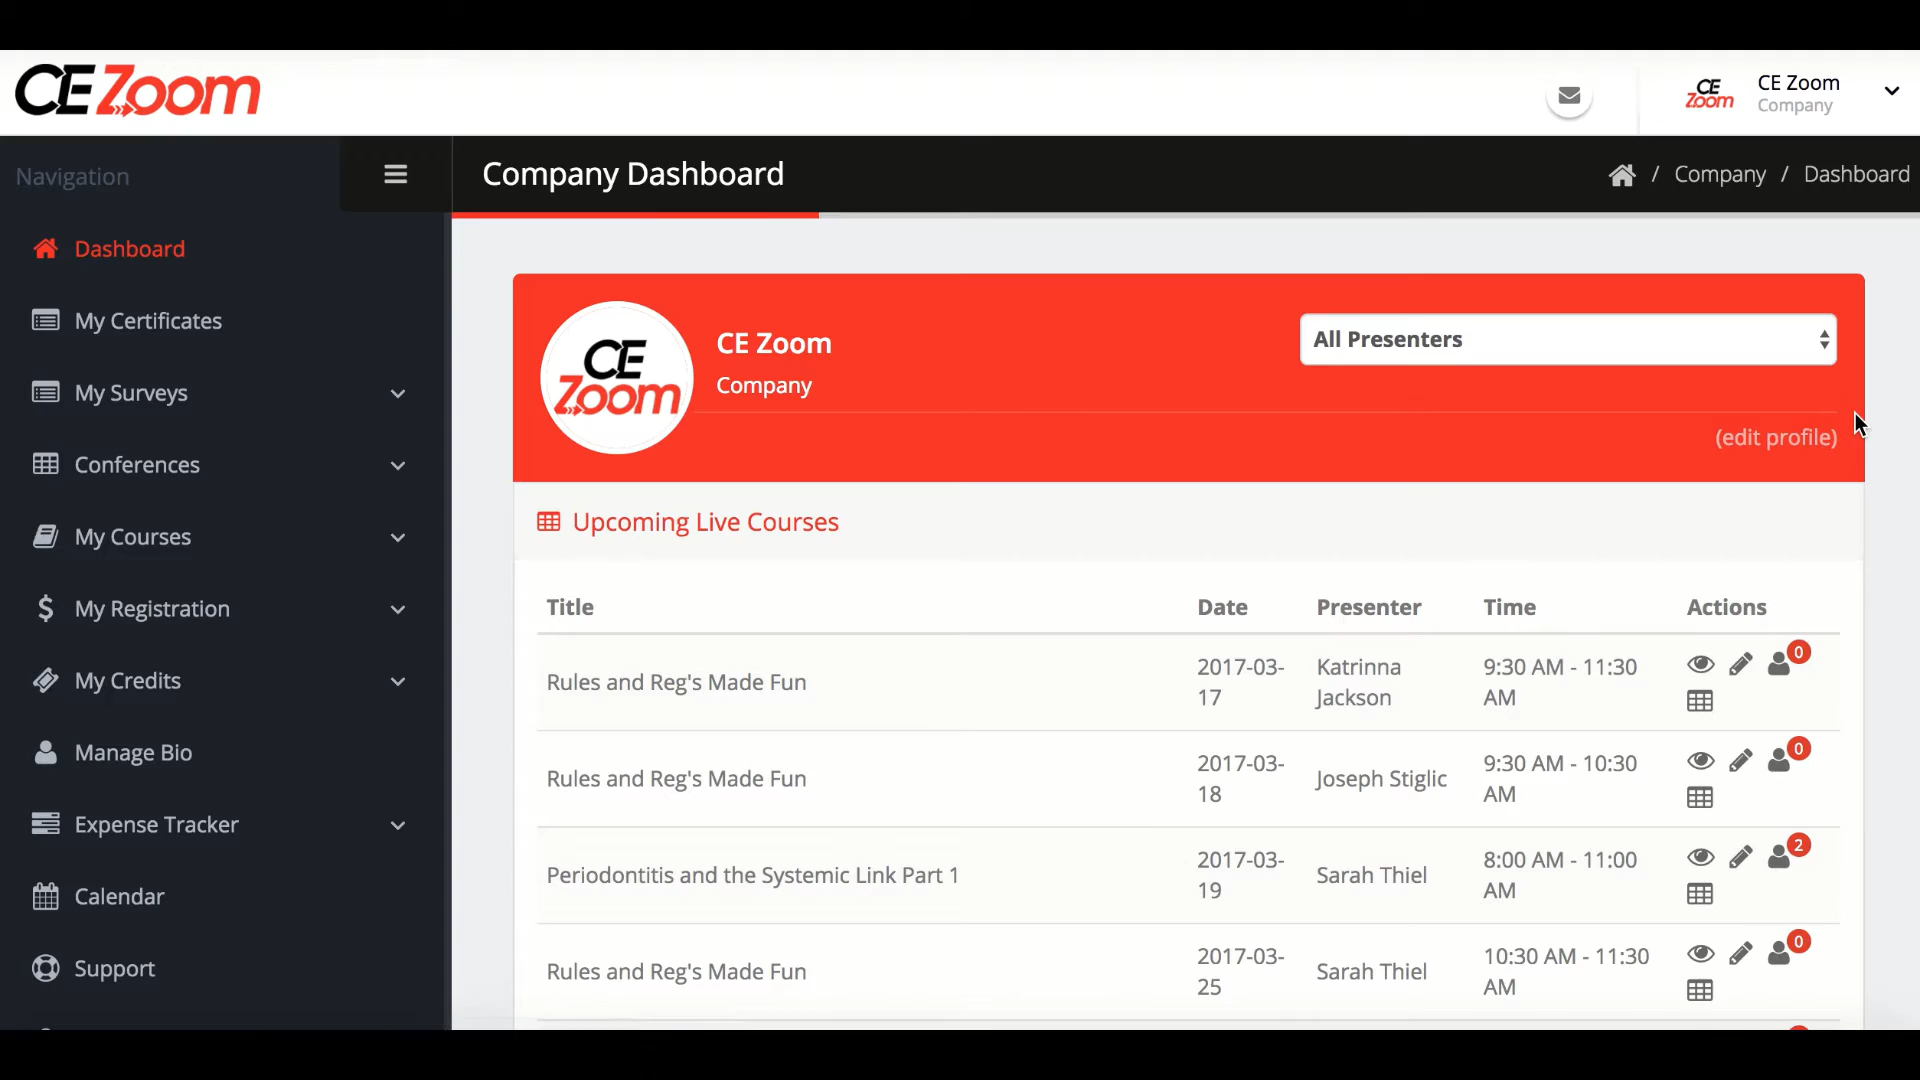 CE Zoom
CE Zoom
CE Zoom
Company
Navigation
Company Dashboard
/ Company / Dashboard
Dashboard
My Certificates
My Surveys
Conferences
My Courses
My Registration
My Credits
Manage Bio
Expense Tracker
Calendar
Support
CE Zoom
CE Zoom
Company
All Presenters
(edit profile)
Upcoming Live Courses
Title Date Presenter Time Actions
Rules and Reg's Made Fun 2017-03- Katrinna 9:30 AM - 11:30 0
17 Jackson AM
Rules and Reg's Made Fun 2017-03- Joseph Stiglic 9:30 AM - 10:30 0
18 AM
Periodontitis and the Systemic Link Part 1 2017-03- Sarah Thiel 8:00 AM - 11:00 2
19 AM
Rules and Reg's Made Fun 2017-03- Sarah Thiel 10:30 AM - 11:30 0
25 AM